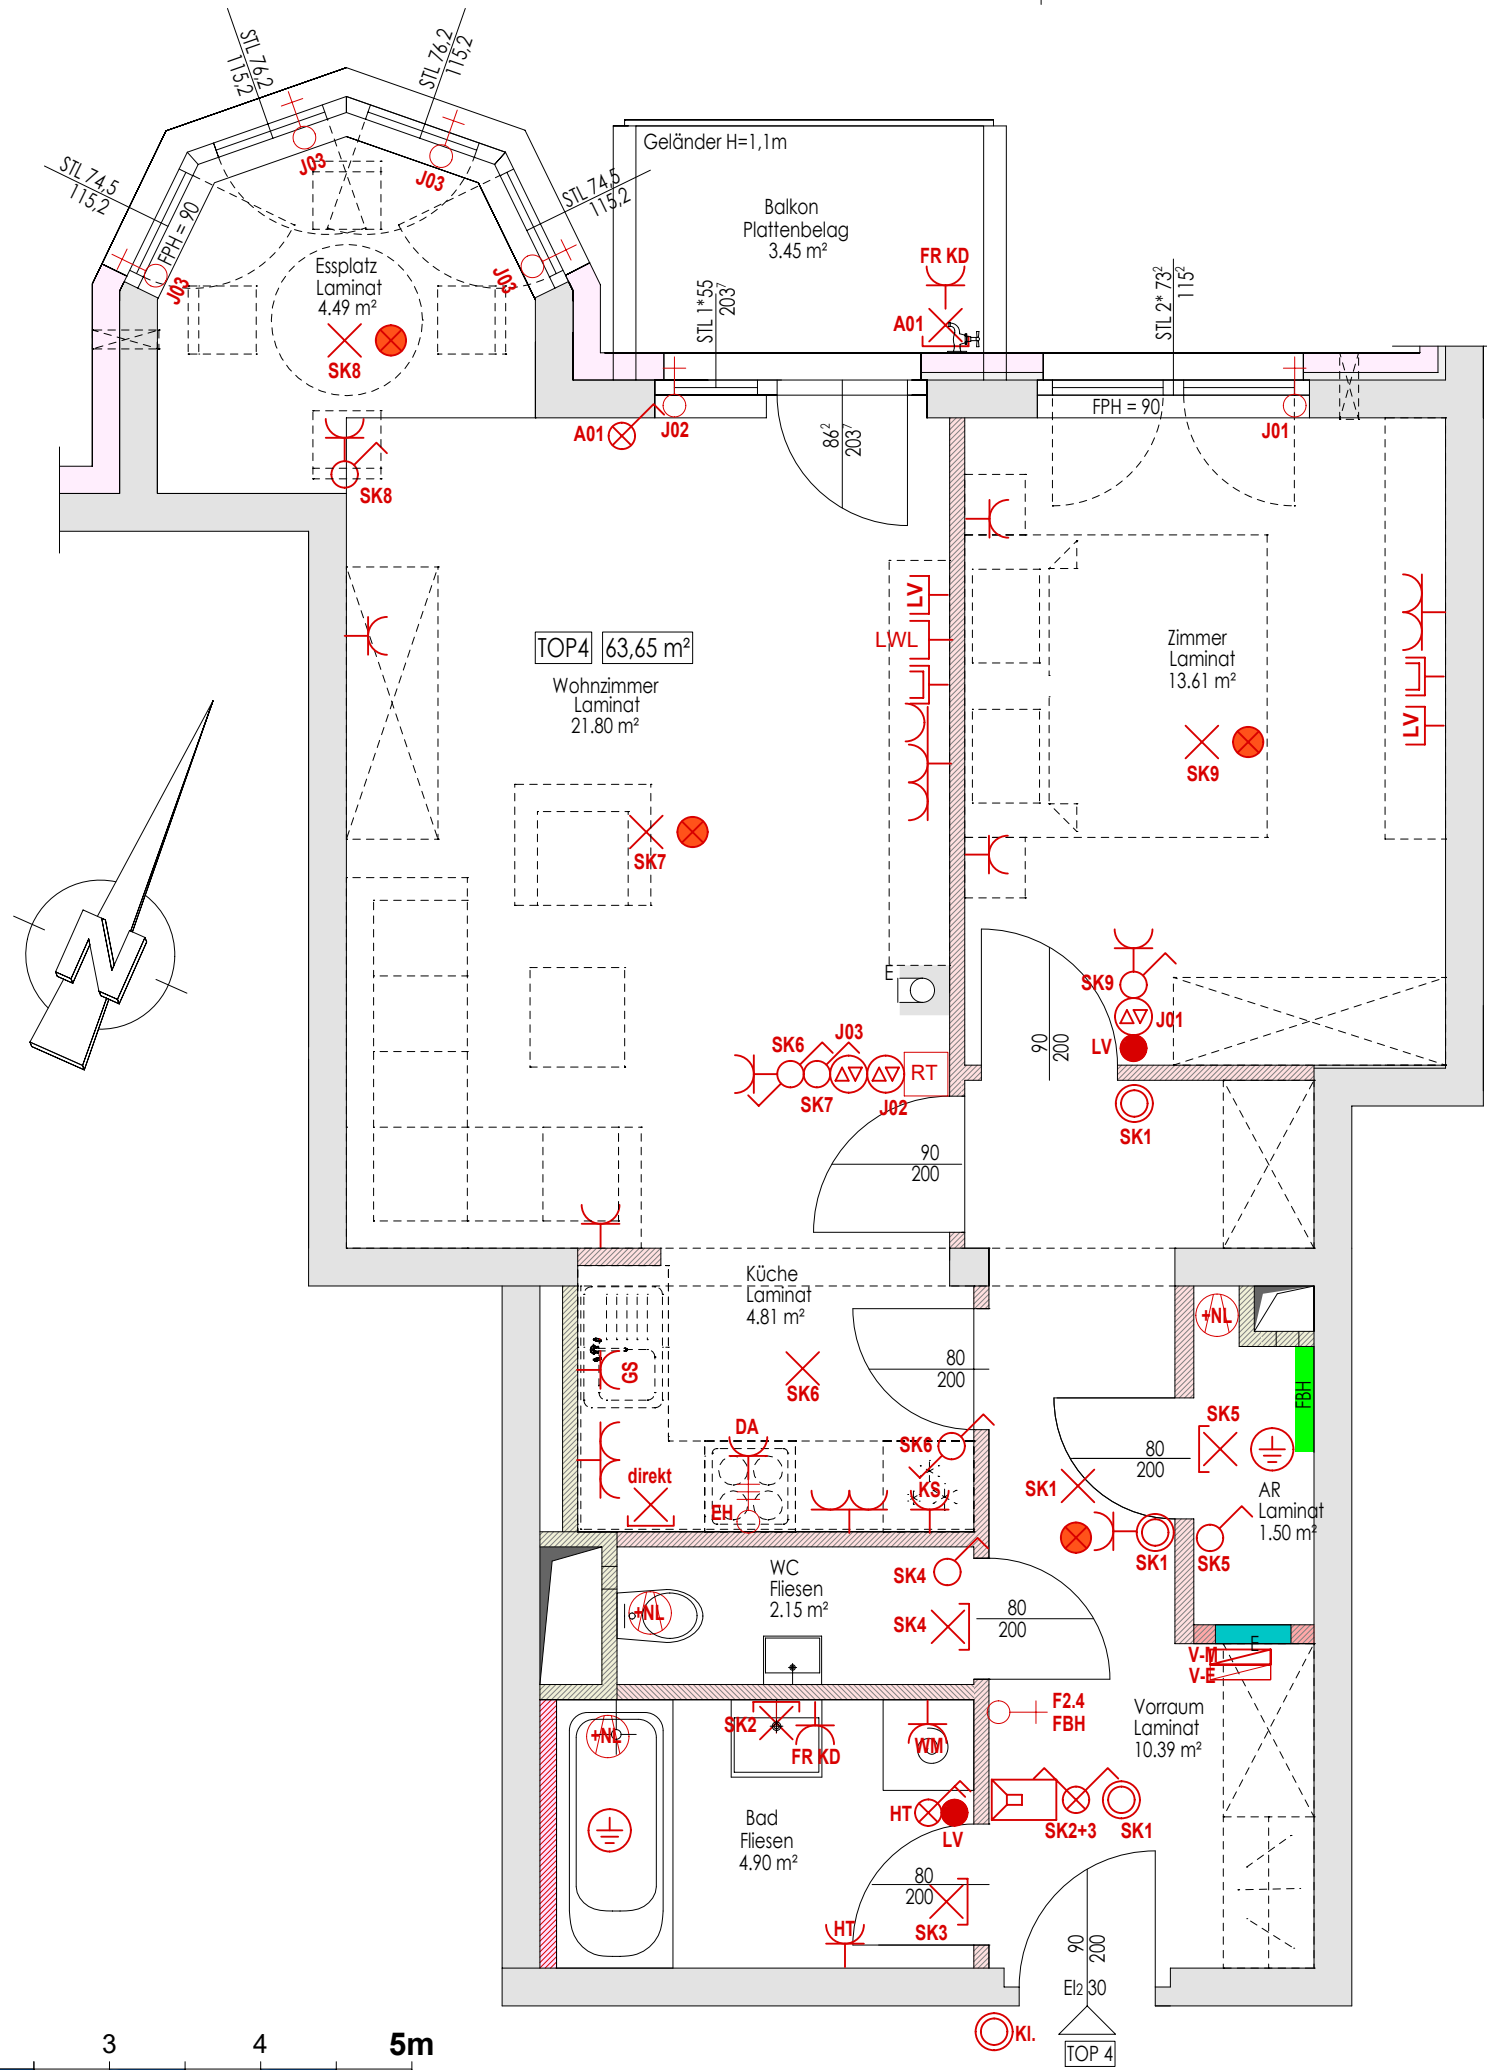 STL 76,2
115,2
STL 76,2
115,2
STL 74,5
115,2
STL 74,5
115,2
J03
J03
J03
J03
FPH = 90
Geländer H=1,1m
Balkon
Plattenbelag
3.45 m²
FR KD
A01
STL 1*55
203⁷
STL 2* 73²
115²
Essplatz
Laminat
4.49 m²
SK8
SK8
A01
J02
86²
203⁷
FPH = 90
J01
TOP4
63,65 m²
Wohnzimmer
Laminat
21.80 m²
LV
LWL
Zimmer
Laminat
13.61 m²
LV
SK9
SK7
N
E
SK9
J01
LV
90
200
SK6
J03
SK7
J02
RT
SK1
90
200
Küche
Laminat
4.81 m²
GS
SK6
80
200
+NL
FBH
DA
SK6
direkt
EH
KS
SK5
80
200
SK1
AR
Laminat
1.50 m²
SK1
SK5
WC
Fliesen
2.15 m²
SK4
SK4
+NL
80
200
E
V-M
V-E
F2.4
FBH
Vorraum
Laminat
10.39 m²
SK2
+NL
FR KD
WM
HT
LV
SK2+3
SK1
Bad
Fliesen
4.90 m²
80
200
SK3
HT
90
200
EI₂ 30
Kl.
TOP 4
3
4
5m